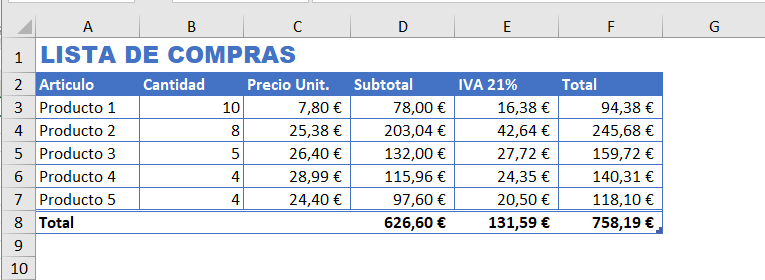 A B C D E F G
1 LISTA DE COMPRAS
2 Articulo Cantidad Precio Unit. Subtotal IVA 21% Total
3 Producto 1 10 7,80 € 78,00 € 16,38 € 94,38 €
4 Producto 2 8 25,38 € 203,04 € 42,64 € 245,68 €
5 Producto 3 5 26,40 € 132,00 € 27,72 € 159,72 €
6 Producto 4 4 28,99 € 115,96 € 24,35 € 140,31 €
7 Producto 5 4 24,40 € 97,60 € 20,50 € 118,10 €
8 Total 626,60 € 131,59 € 758,19 €
9
10